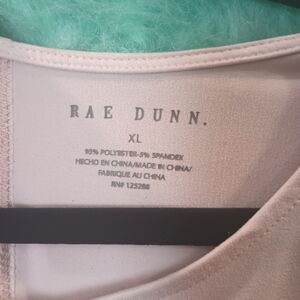 RAE DUNN.
XL
95% POLYESTER-5% SPANDEX
HECHO EN CHINA/MADE IN CHINA/
FABRIQUE AU CHINA
RN# 125288